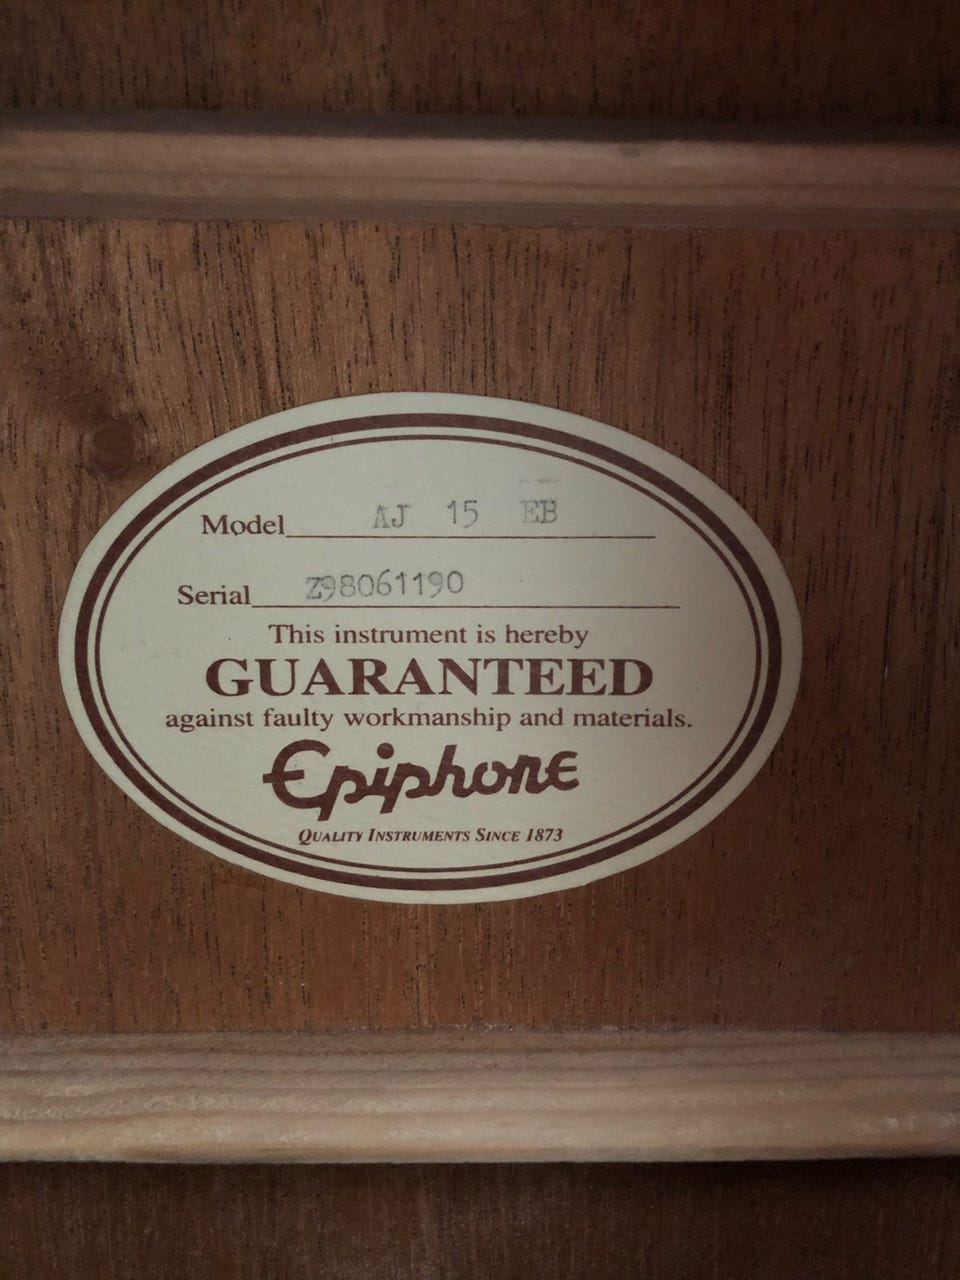 Model AJ 15 EB
Serial Z98061190
This instrument is hereby
GUARANTEED
against faulty workmanship and materials.
Epiphone
QUALITY INSTRUMENTS SINCE 1873